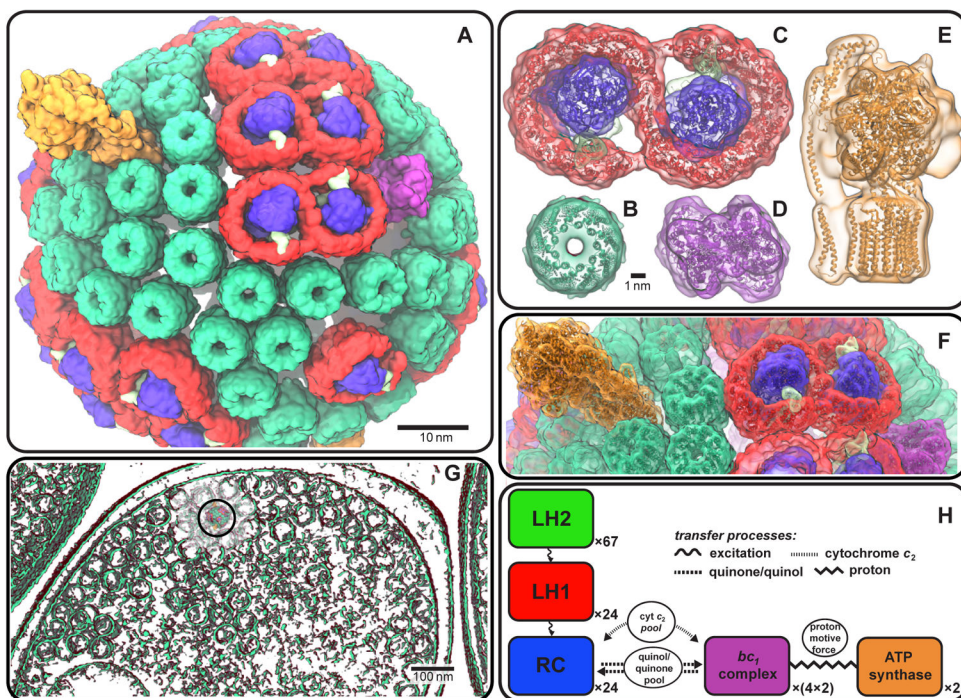 A
10 nm
C
B
1 nm
D
E
F
G
100 nm
H
LH2
×67
LH1
×24
RC
×24
transfer processes:
excitation
cytochrome c₂
quinone/quinol
proton
cyt c₂
pool
quinol/
quinone
pool
bc₁
complex
×(4×2)
proton
motive
force
ATP
synthase
×2